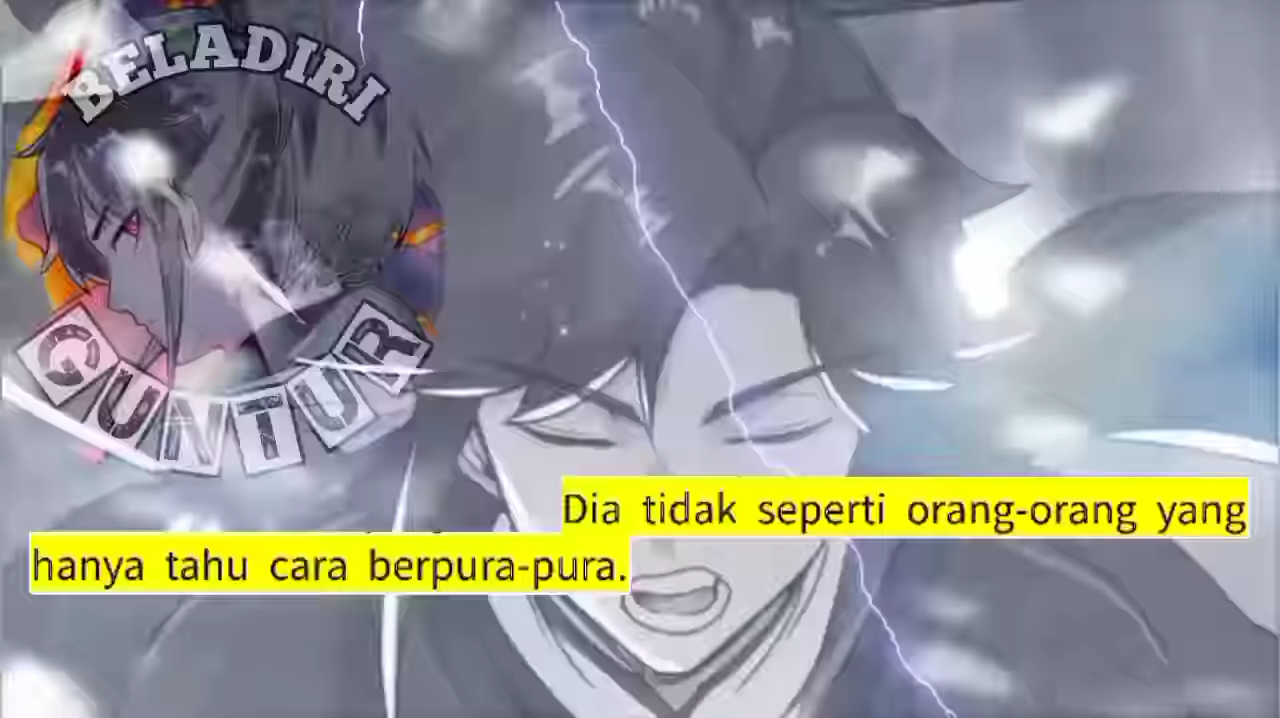 BELADIRI
GUNTUR
Dia tidak seperti orang-orang yang
hanya tahu cara berpura-pura.